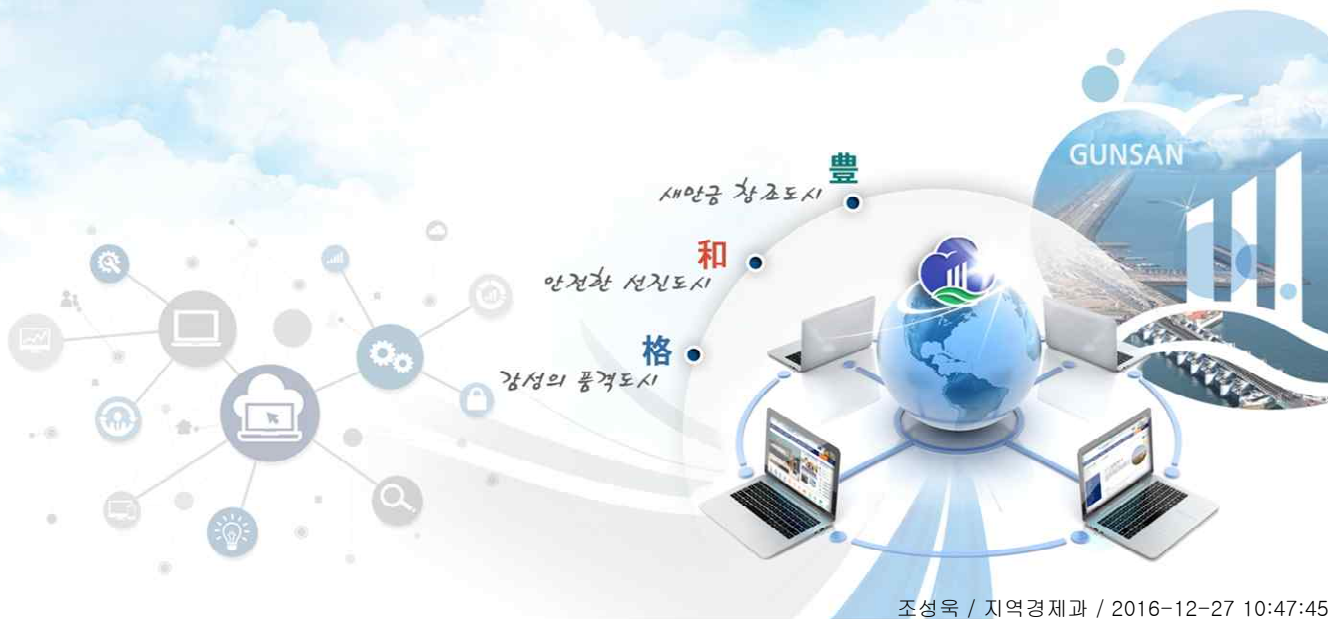 GUNSAN
豊
새만금 창조도시
和
안전한 선진도시
格
감성의 품격도시
조성욱 / 지역경제과 / 2016-12-27 10:47:45